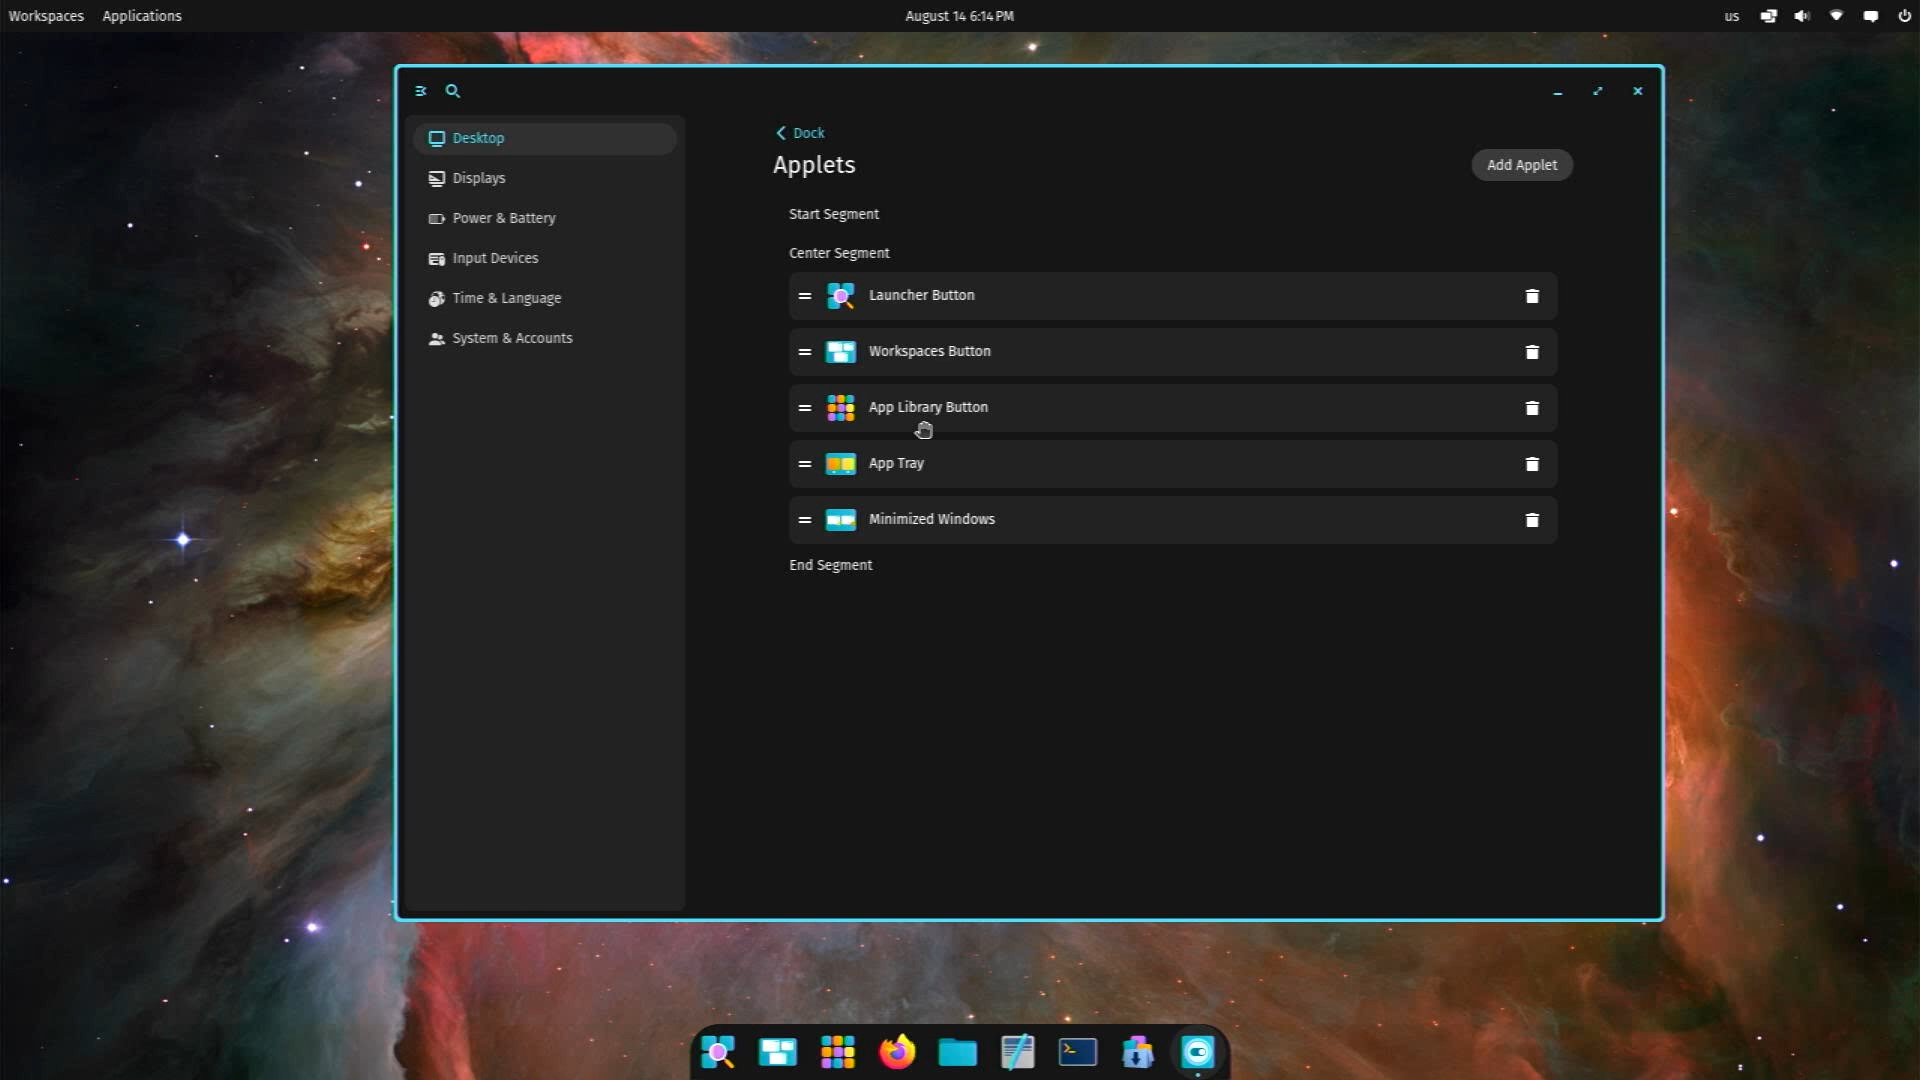 Workspaces Applications August 14 6:14 PM us
Desktop
Displays
Power & Battery
Input Devices
Time & Language
System & Accounts
Dock
Applets
Add Applet
Start Segment
Center Segment
Launcher Button
Workspaces Button
App Library Button
App Tray
Minimized Windows
End Segment